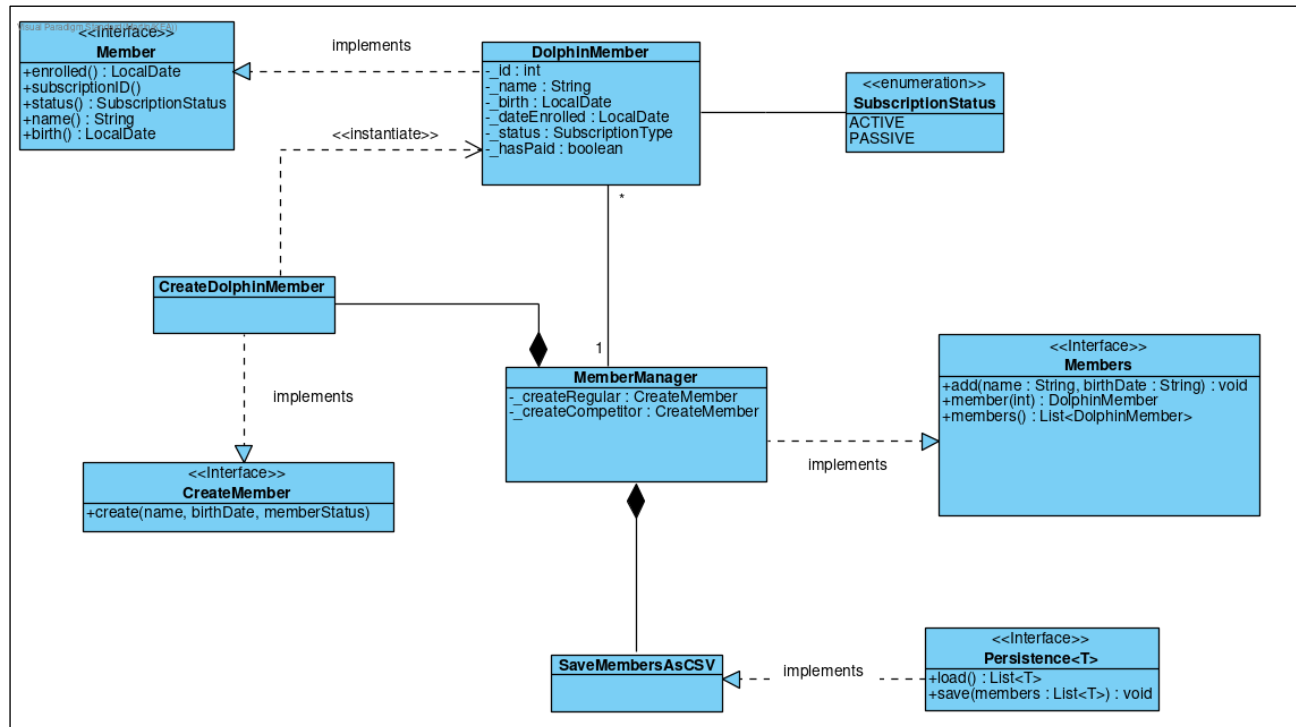 <<Interface>>
Member
+enrolled() : LocalDate
+subscriptionID()
+status() : SubscriptionStatus
+name() : String
+birth() : LocalDate
implements
DolphinMember
-_id : int
-_name : String
-_birth : LocalDate
-_dateEnrolled : LocalDate
-_status : SubscriptionType
-_hasPaid : boolean
<<enumeration>>
SubscriptionStatus
ACTIVE
PASSIVE
<<instantiate>>
*
CreateDolphinMember
1
implements
MemberManager
-_createRegular : CreateMember
-_createCompetitor : CreateMember
<<Interface>>
Members
+add(name : String, birthDate : String) : void
+member(int) : DolphinMember
+members() : List<DolphinMember>
implements
<<Interface>>
CreateMember
+create(name, birthDate, memberStatus)
SaveMembersAsCSV
implements
<<Interface>>
Persistence<T>
+load() : List<T>
+save(members : List<T>) : void